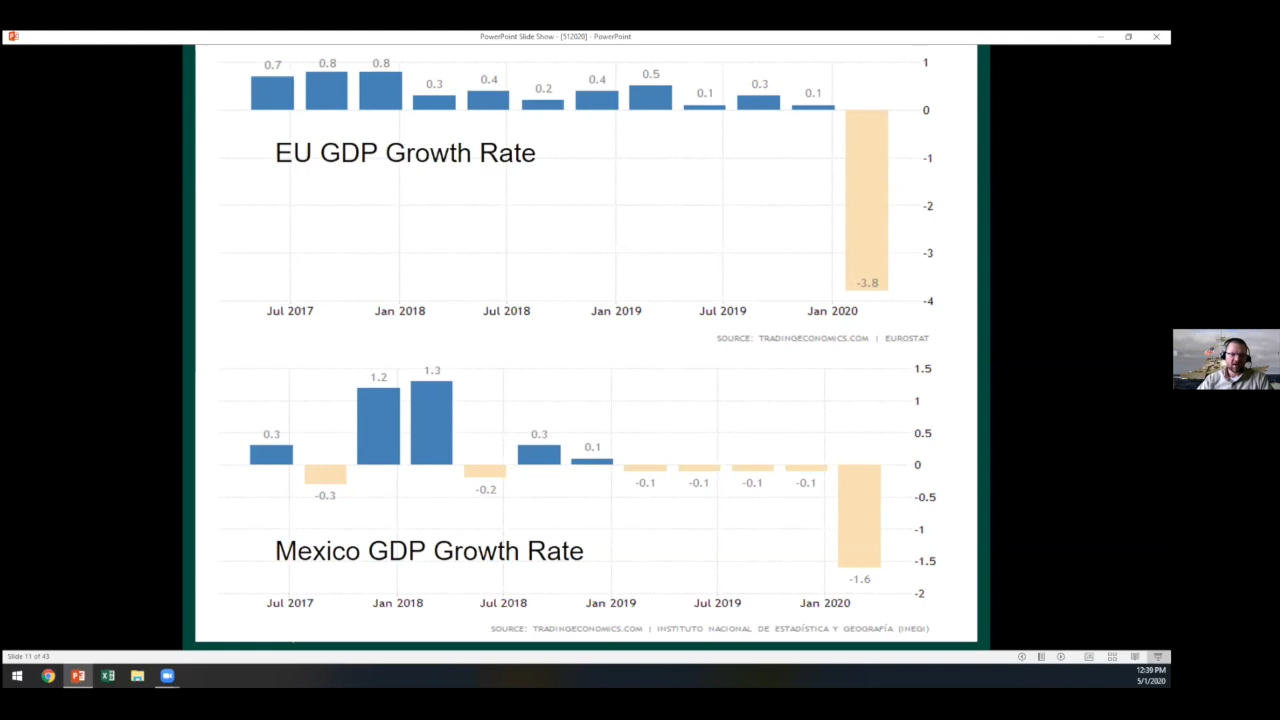 PowerPoint Slide Show - [512020] - PowerPoint
0.7 0.8 0.8 0.3 0.4 0.2 0.4 0.5 0.1 0.3 0.1 -3.8
1
0
-1
-2
-3
-4
EU GDP Growth Rate
Jul 2017 Jan 2018 Jul 2018 Jan 2019 Jul 2019 Jan 2020
SOURCE: TRADINGECONOMICS.COM | EUROSTAT
0.3 -0.3 1.2 1.3 -0.2 0.3 0.1 -0.1 -0.1 -0.1 -0.1 -1.6
1.5
1
0.5
0
-0.5
-1
-1.5
-2
Mexico GDP Growth Rate
Jul 2017 Jan 2018 Jul 2018 Jan 2019 Jul 2019 Jan 2020
SOURCE: TRADINGECONOMICS.COM | INSTITUTO NACIONAL DE ESTADÍSTICA Y GEOGRAFÍA (INEGI)
Slide 11 of 43
12:39 PM
5/1/2020